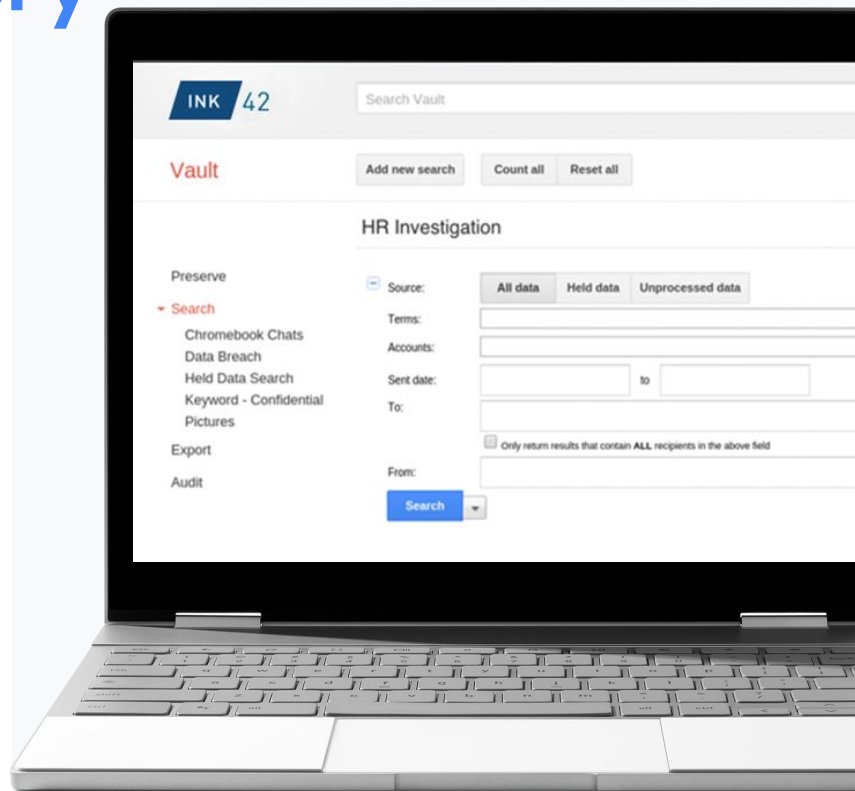 INK 42
Search Vault
Vault
Add new search Count all Reset all
HR Investigation
Preserve
Search
Chromebook Chats
Data Breach
Held Data Search
Keyword - Confidential
Pictures
Export
Audit
Source: All data Held data Unprocessed data
Terms:
Accounts:
Sent date: to
To:
Only return results that contain ALL recipients in the above field
From:
Search